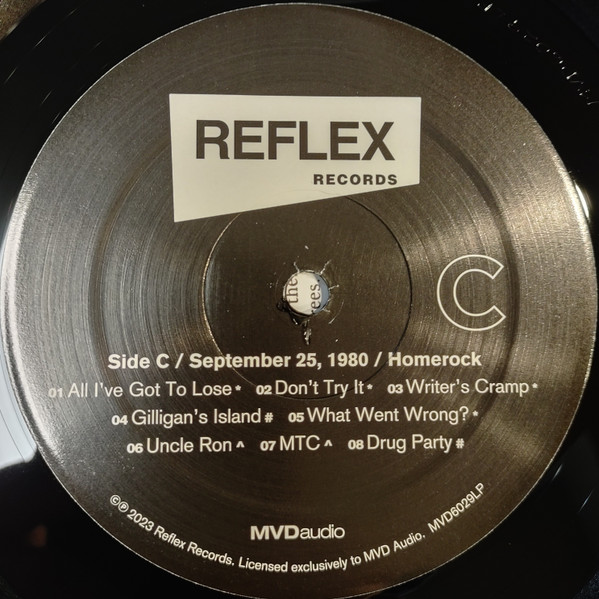 REFLEX
RECORDS
the
ees.
C
Side C / September 25, 1980 / Homerock
01 All I've Got To Lose * 02 Don't Try It * 03 Writer's Cramp *
04 Gilligan's Island # 05 What Went Wrong? *
06 Uncle Ron ^ 07 MTC ^ 08 Drug Party #
MVDaudio
©℗ 2023 Reflex Records. Licensed exclusively to MVD Audio. MVD6029LP